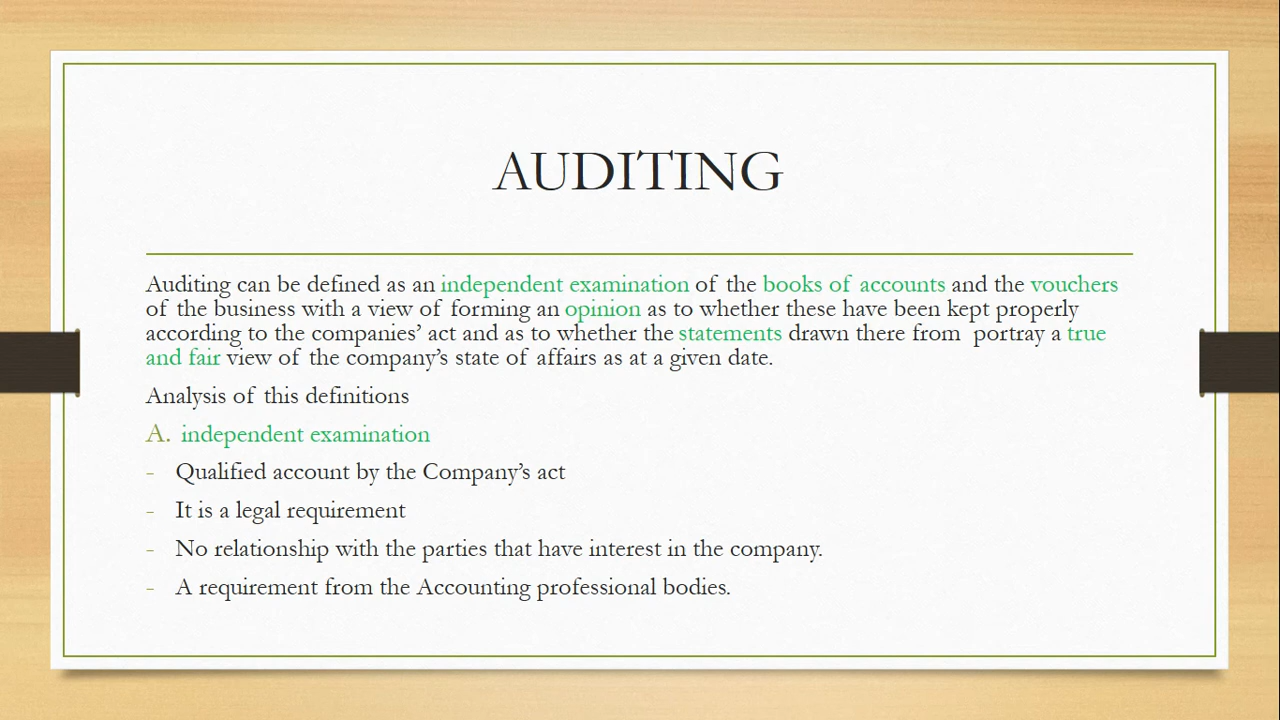 AUDITING
Auditing can be defined as an independent examination of the books of accounts and the vouchers
of the business with a view of forming an opinion as to whether these have been kept properly
according to the companies’ act and as to whether the statements drawn there from  portray a true
and fair view of the company’s state of affairs as at a given date.
Analysis of this definitions
A. independent examination
- Qualified account by the Company’s act
- It is a legal requirement
- No relationship with the parties that have interest in the company.
- A requirement from the Accounting professional bodies.